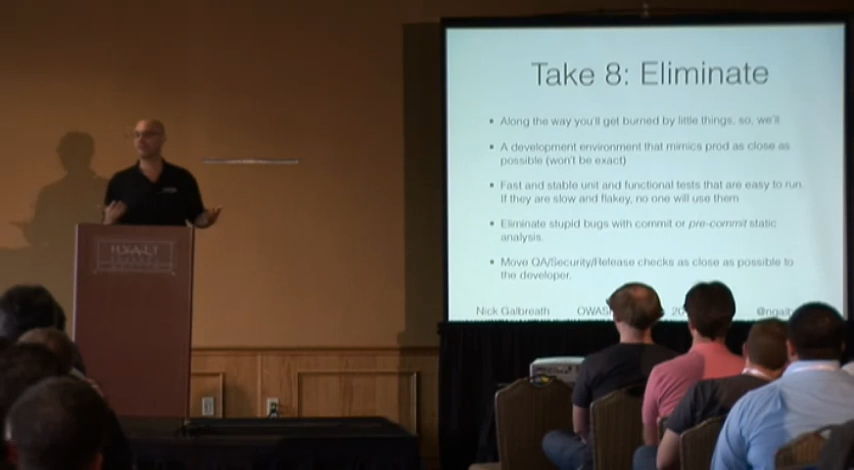 Take 8: Eliminate
• Along the way you'll get burned by little things, so, we'll
• A development environment that mimics prod as close as
possible (won't be exact)
• Fast and stable unit and functional tests that are easy to run.
If they are slow and flakey, no one will use them
• Eliminate stupid bugs with commit or pre-commit static
analysis.
• Move QA/Security/Release checks as close as possible to
the developer.
Nick Galbreath OWAS 20 @ngal
HYATT